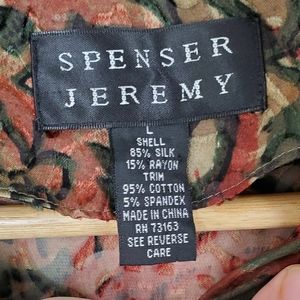 SPENSER
JEREMY
L
SHELL
85% SILK
15% RAYON
TRIM
95% COTTON
5% SPANDEX
MADE IN CHINA
RN 73163
SEE REVERSE
CARE